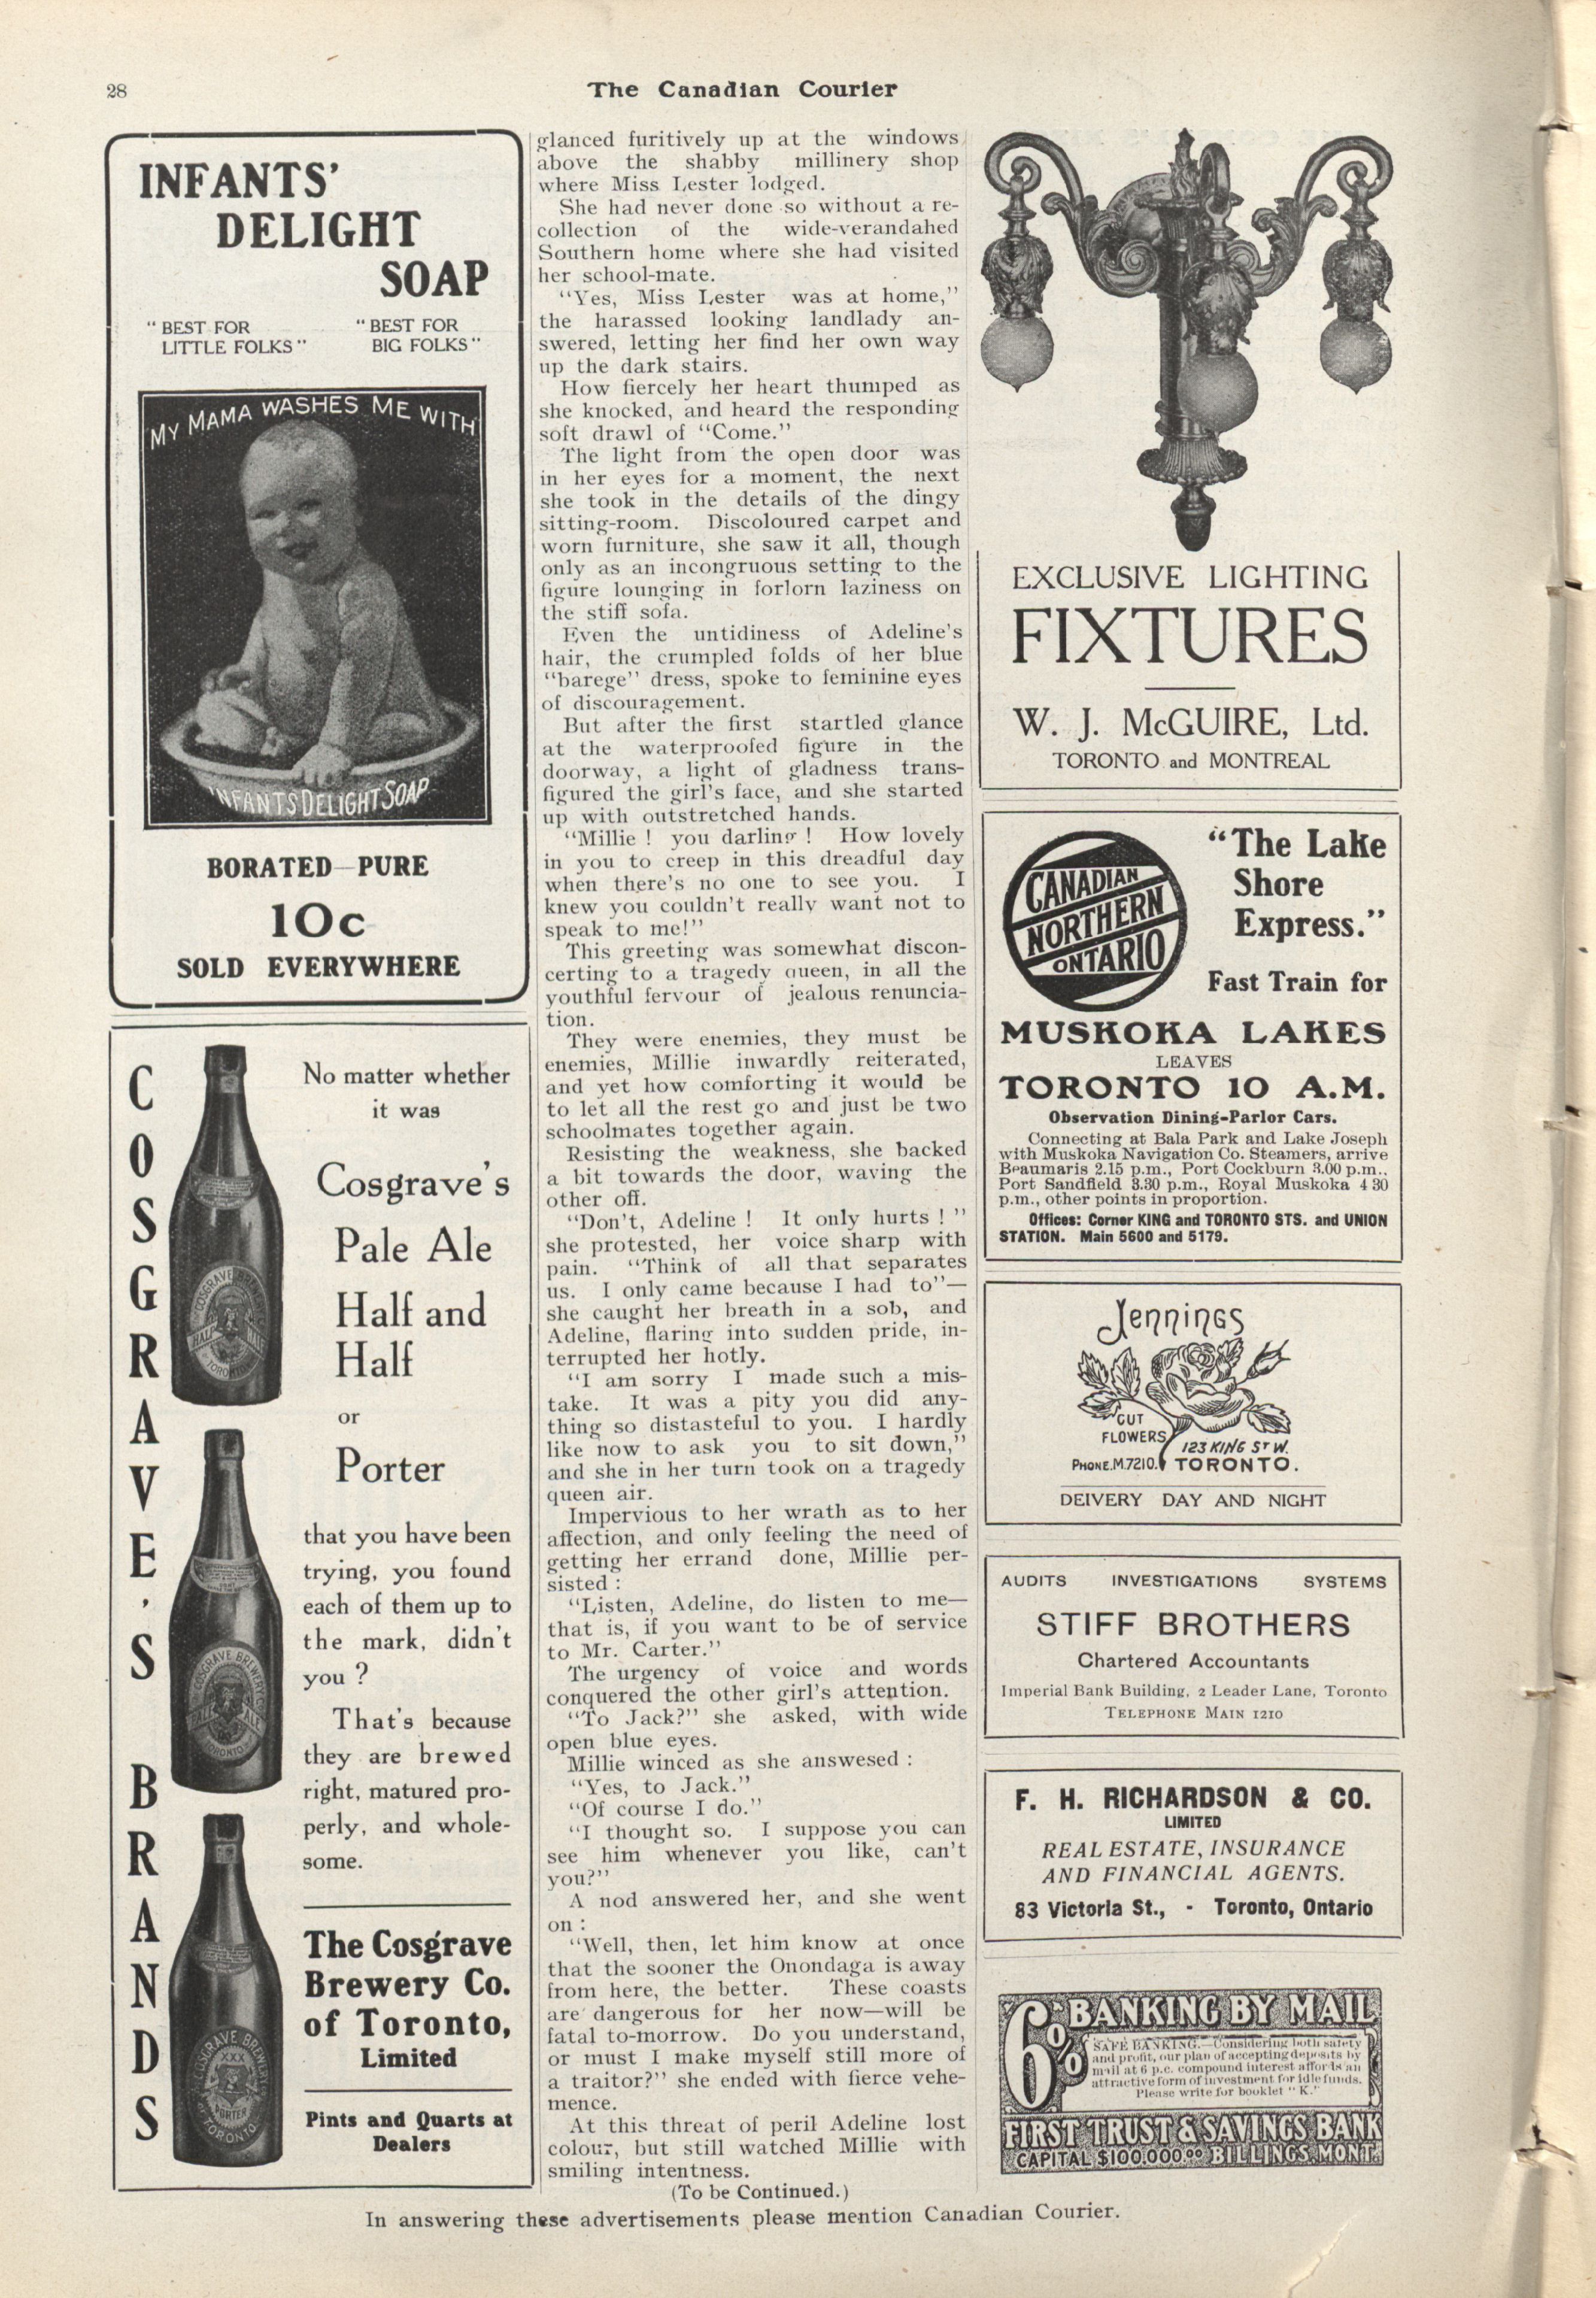 28
The Canadian Courier
INFANTS'
DELIGHT
SOAP
"BEST FOR
LITTLE FOLKS"
"BEST FOR
BIG FOLKS"
MY MAMA WASHES ME WITH
INFANTS DELIGHT SOAP
BORATED—PURE
10c
SOLD EVERYWHERE
COSGRAVE'S BRANDS
No matter whether
it was
Cosgrave's
Pale Ale
Half and
Half
or
Porter
that you have been
trying, you found
each of them up to
the mark, didn't
you?
That's because
they are brewed
right, matured pro-
perly, and whole-
some.
The Cosgrave
Brewery Co.
of Toronto,
Limited
Pints and Quarts at
Dealers
glanced furitively up at the windows
above the shabby millinery shop
where Miss Lester lodged.
She had never done so without a re-
collection of the wide-verandahed
Southern home where she had visited
her school-mate.
"Yes, Miss Lester was at home,"
the harassed looking landlady an-
swered, letting her find her own way
up the dark stairs.
How fiercely her heart thumped as
she knocked, and heard the responding
soft drawl of "Come."
The light from the open door was
in her eyes for a moment, the next
she took in the details of the dingy
sitting-room. Discoloured carpet and
worn furniture, she saw it all, though
only as an incongruous setting to the
figure lounging in forlorn laziness on
the stiff sofa.
Even the untidiness of Adeline's
hair, the crumpled folds of her blue
"barege" dress, spoke to feminine eyes
of discouragement.
But after the first startled glance
at the waterproofed figure in the
doorway, a light of gladness trans-
figured the girl's face, and she started
up with outstretched hands.
"Millie! you darling! How lovely
in you to creep in this dreadful day
when there's no one to see you. I
knew you couldn't really want not to
speak to me!"
This greeting was somewhat discon-
certing to a tragedy queen, in all the
youthful fervour of jealous renuncia-
tion.
They were enemies, they must be
enemies, Millie inwardly reiterated,
and yet how comforting it would be
to let all the rest go and just be two
schoolmates together again.
Resisting the weakness, she backed
a bit towards the door, waving the
other off.
"Don't, Adeline! It only hurts!"
she protested, her voice sharp with
pain. "Think of all that separates
us. I only came because I had to"—
she caught her breath in a sob, and
Adeline, flaring into sudden pride, in-
terrupted her hotly.
"I am sorry I made such a mis-
take. It was a pity you did any-
thing so distasteful to you. I hardly
like now to ask you to sit down,"
and she in her turn took on a tragedy
queen air.
Impervious to her wrath as to her
affection, and only feeling the need of
getting her errand done, Millie per-
sisted:
"Listen, Adeline, do listen to me—
that is, if you want to be of service
to Mr. Carter."
The urgency of voice and words
conquered the other girl's attention.
"To Jack?" she asked, with wide
open blue eyes.
Millie winced as she answesed:
"Yes, to Jack."
"Of course I do."
"I thought so. I suppose you can
see him whenever you like, can't
you?"
A nod answered her, and she went
on:
"Well, then, let him know at once
that the sooner the Onondaga is away
from here, the better. These coasts
are dangerous for her now—will be
fatal to-morrow. Do you understand,
or must I make myself still more of
a traitor?" she ended with fierce vehe-
mence.
At this threat of peril Adeline lost
colour, but still watched Millie with
smiling intentness.
(To be Continued.)
EXCLUSIVE LIGHTING
FIXTURES
W. J. McGUIRE, Ltd.
TORONTO and MONTREAL
CANADIAN
NORTHERN
ONTARIO
"The Lake
Shore
Express."
Fast Train for
MUSKOKA LAKES
LEAVES
TORONTO 10 A.M.
Observation Dining-Parlor Cars.
Connecting at Bala Park and Lake Joseph
with Muskoka Navigation Co. Steamers, arrive
Beaumaris 2.15 p.m., Port Cockburn 3.00 p.m.,
Port Sandfield 3.30 p.m., Royal Muskoka 4 30
p.m., other points in proportion.
Offices: Corner KING and TORONTO STS. and UNION
STATION. Main 5600 and 5179.
Jennings
CUT
FLOWERS
123 KING ST W.
PHONE.M.7210. TORONTO.
DEIVERY DAY AND NIGHT
AUDITS INVESTIGATIONS SYSTEMS
STIFF BROTHERS
Chartered Accountants
Imperial Bank Building, 2 Leader Lane, Toronto
TELEPHONE MAIN 1210
F. H. RICHARDSON & CO.
LIMITED
REAL ESTATE, INSURANCE
AND FINANCIAL AGENTS.
83 Victoria St., - Toronto, Ontario
6% BANKING BY MAIL
SAFE BANKING.—Considering both safety
and profit, our plan of accepting deposits by
mail at 6 p.c. compound interest affords an
attractive form of investment for idle funds.
Please write for booklet "K."
FIRST TRUST & SAVINGS BANK
CAPITAL $100.000.00 BILLINGS. MONT.
In answering these advertisements please mention Canadian Courier.